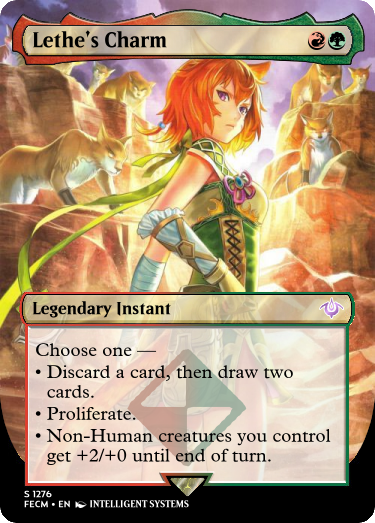 Lethe's Charm
Legendary Instant
Choose one —
• Discard a card, then draw two
cards.
• Proliferate.
• Non-Human creatures you control
get +2/+0 until end of turn.
S 1276
FECM • EN INTELLIGENT SYSTEMS